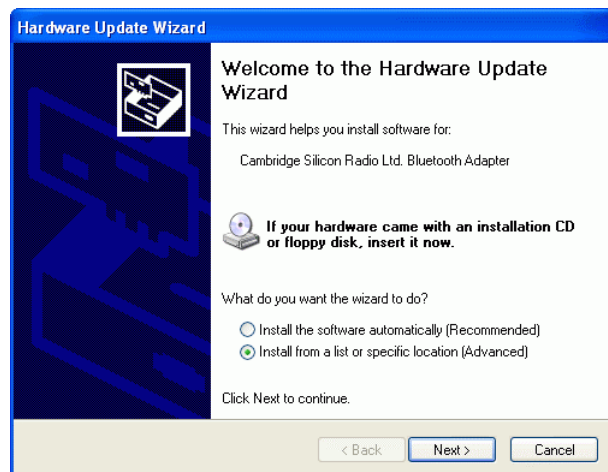 Hardware Update Wizard
Welcome to the Hardware Update
Wizard
This wizard helps you install software for:
Cambridge Silicon Radio Ltd. Bluetooth Adapter
If your hardware came with an installation CD
or floppy disk, insert it now.
What do you want the wizard to do?
Install the software automatically (Recommended)
Install from a list or specific location (Advanced)
Click Next to continue.
< Back
Next >
Cancel